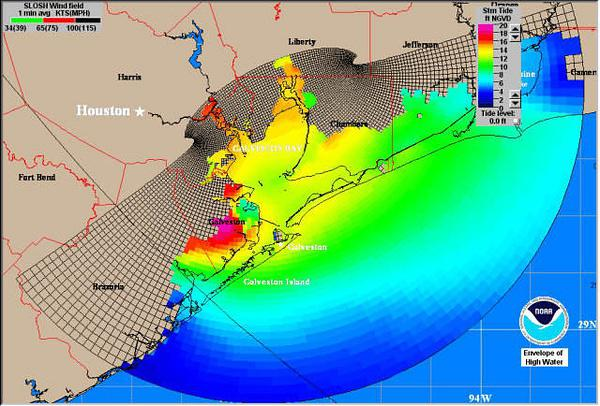 SLOSH Wind field
1 min avg KTS(MPH)
34(39) 65(75) 100(115)
Stm Tide
ft NGVD
20
18
16
14
12
10
8
6
4
2
0
Tide level:
0.0 ft
Orange
Liberty
Jefferson
Harris
Houston
Chambers
GALVESTON BAY
Fort Bend
Galveston
Galveston
Galveston Island
Brazoria
NOAA
29N
Envelope of
High Water
94W